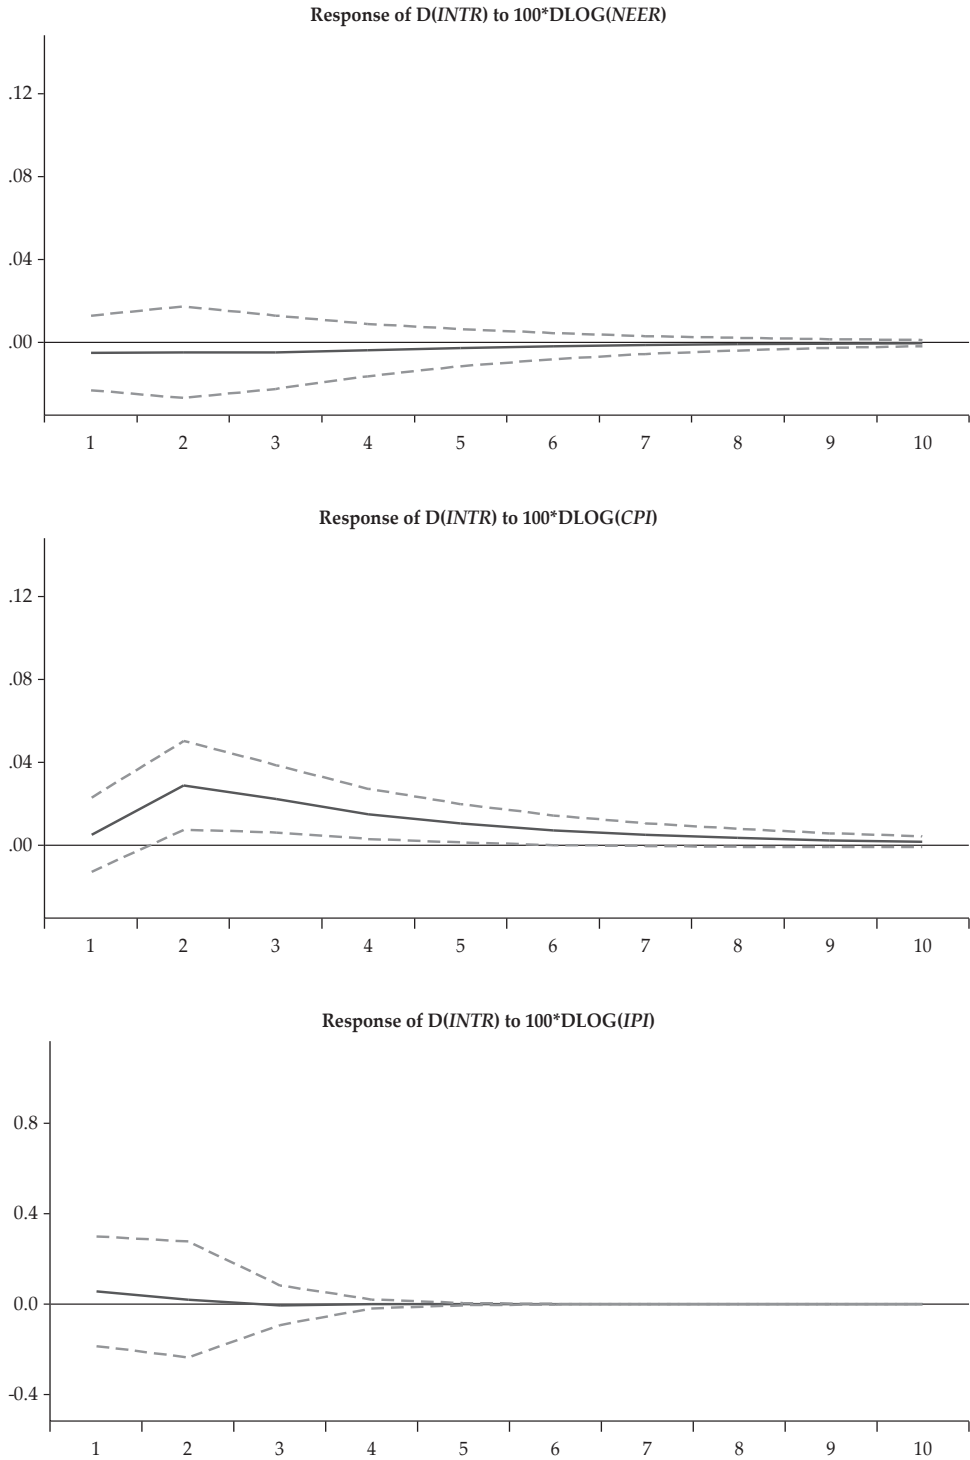 Response of D(INTR) to 100*DLOG(NEER)
.12
.08
.04
.00
1 2 3 4 5 6 7 8 9 10
Response of D(INTR) to 100*DLOG(CPI)
.12
.08
.04
.00
1 2 3 4 5 6 7 8 9 10
Response of D(INTR) to 100*DLOG(IPI)
0.8
0.4
0.0
-0.4
1 2 3 4 5 6 7 8 9 10